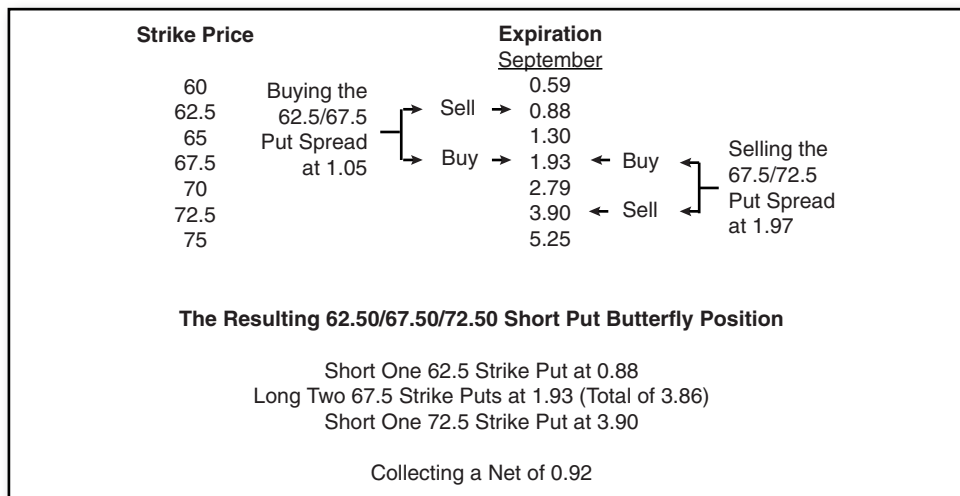 Strike Price
60
62.5
65
67.5
70
72.5
75
Buying the
62.5/67.5
Put Spread
at 1.05
Sell
Buy
Expiration
September
0.59
0.88
1.30
1.93
2.79
3.90
5.25
Buy
Sell
Selling the
67.5/72.5
Put Spread
at 1.97
The Resulting 62.50/67.50/72.50 Short Put Butterfly Position
Short One 62.5 Strike Put at 0.88
Long Two 67.5 Strike Puts at 1.93 (Total of 3.86)
Short One 72.5 Strike Put at 3.90
Collecting a Net of 0.92